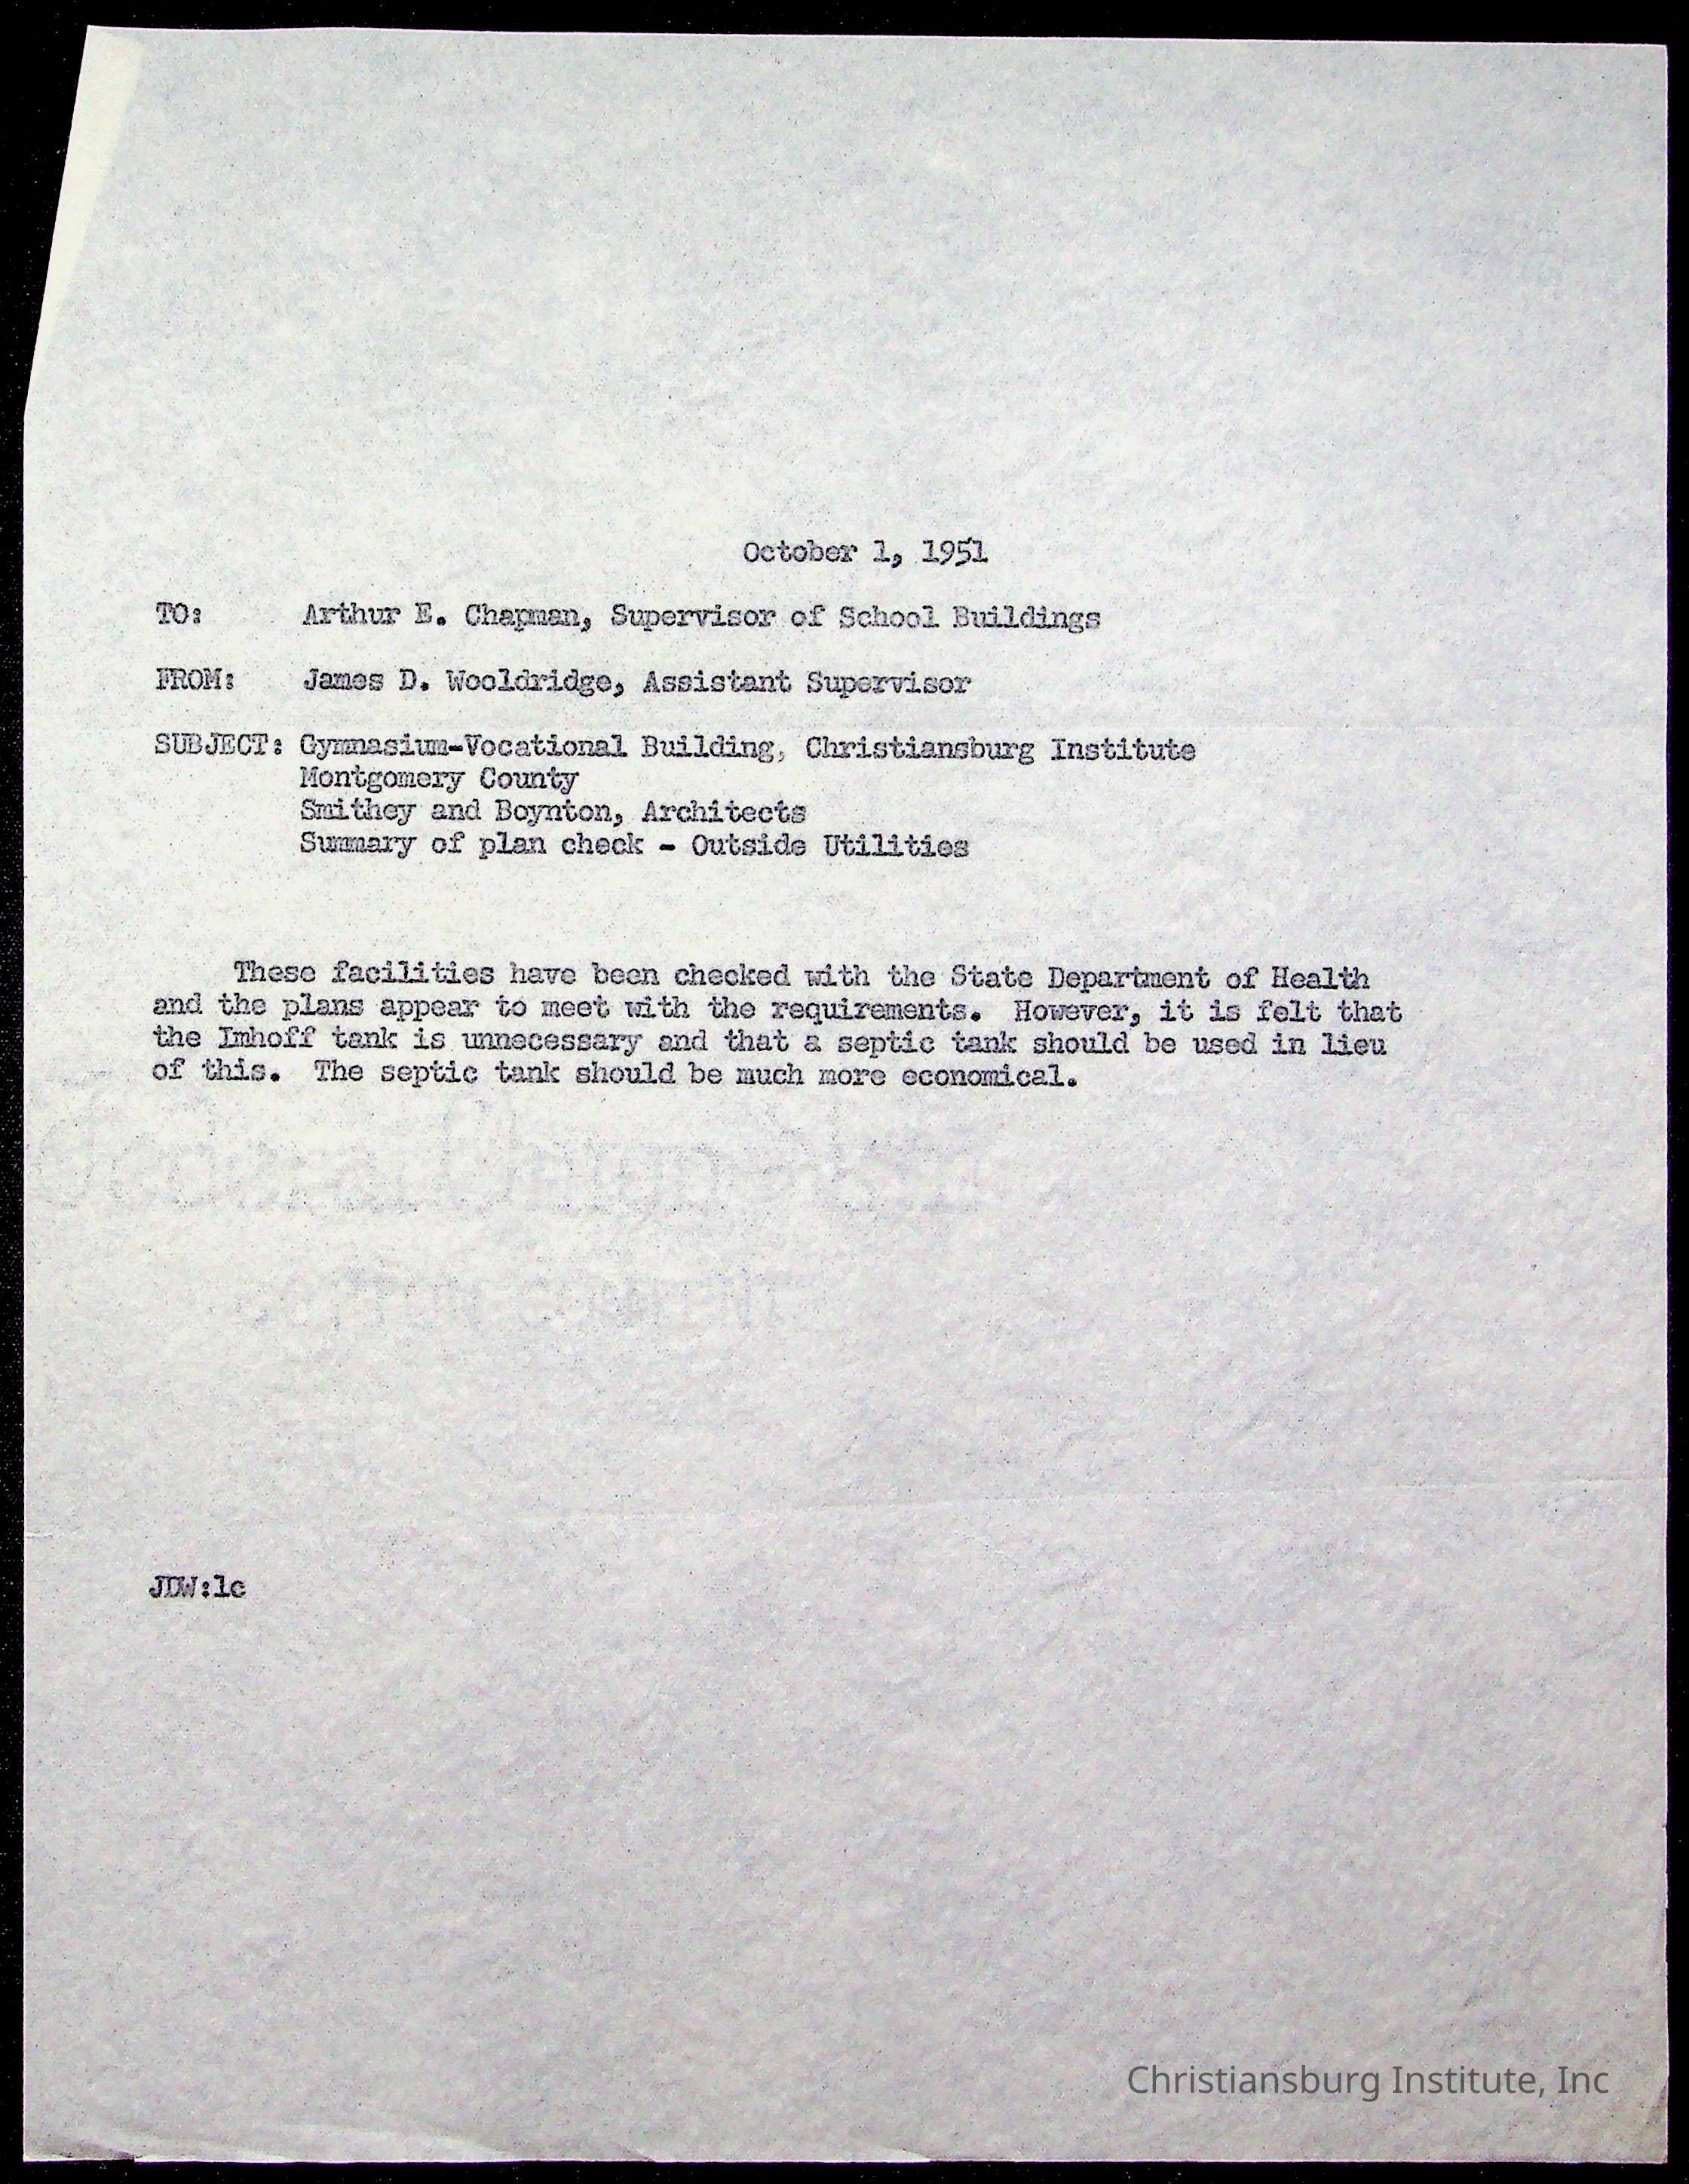 October 1, 1951
TO: Arthur E. Chapman, Supervisor of School Buildings
FROM: James D. Wooldridge, Assistant Supervisor
SUBJECT: Gymnasium-Vocational Building, Christiansburg Institute
Montgomery County
Smithey and Boynton, Architects
Summary of plan check - Outside Utilities
These facilities have been checked with the State Department of Health
and the plans appear to meet with the requirements. However, it is felt that
the Imhoff tank is unnecessary and that a septic tank should be used in lieu
of this. The septic tank should be much more economical.
JDW:lc
Christiansburg Institute, Inc